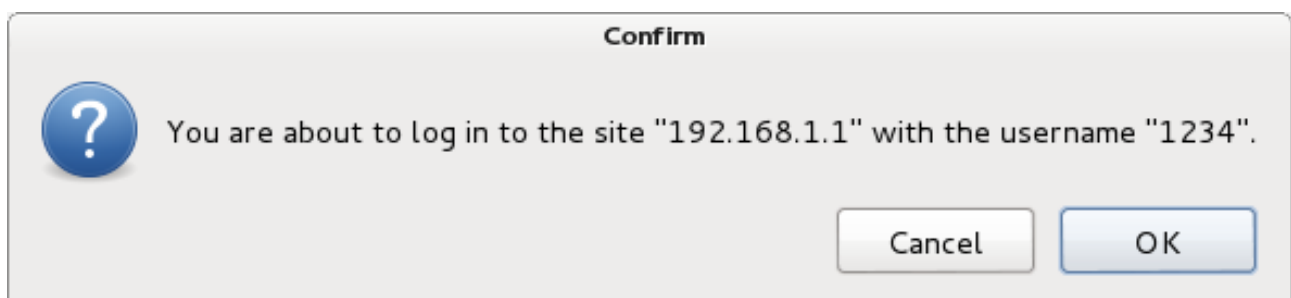 Confirm
You are about to log in to the site "192.168.1.1" with the username "1234".
Cancel OK